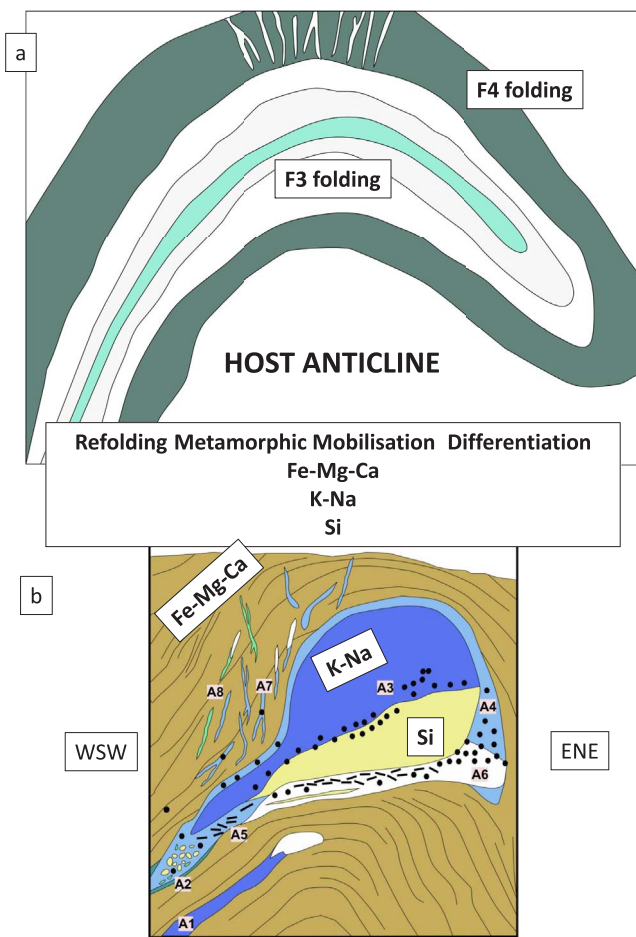 a
F4 folding
F3 folding
HOST ANTICLINE
Refolding Metamorphic Mobilisation Differentiation
Fe-Mg-Ca
K-Na
Si
b
Fe-Mg-Ca
K-Na
A8
A7
A3
A4
WSW
Si
ENE
A6
A5
A2
A1